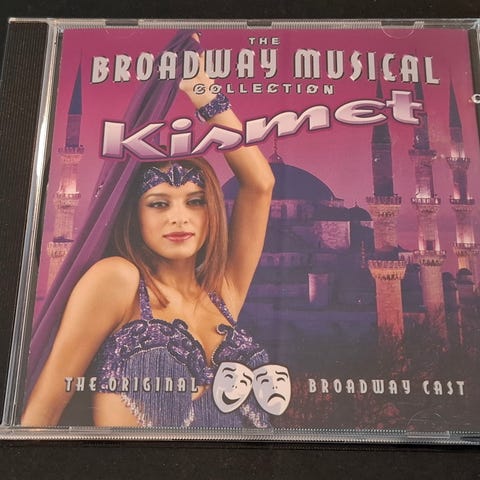 THE
BROADWAY MUSICAL
COLLECTION
Kismet
THE ORIGINAL BROADWAY CAST